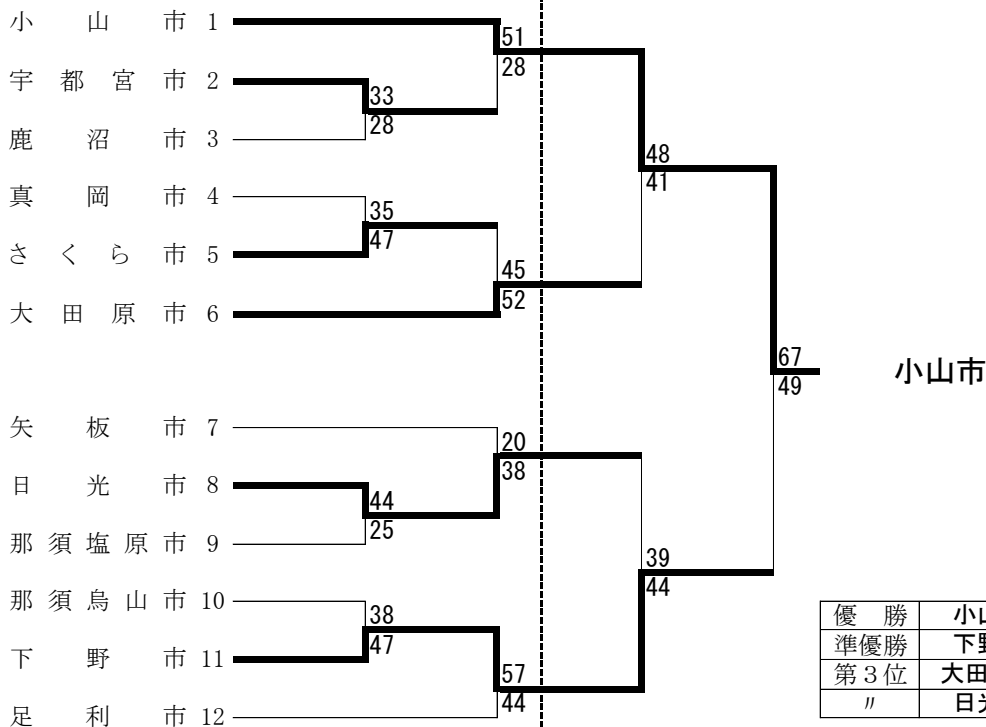 小山市 1
51
宇都宮市 2
28
33
28
鹿沼市 3
48
41
真岡市 4
35
47
さくら市 5
45
52
大田原市 6
67
49
小山市
矢板市 7
20
38
日光市 8
44
25
那須塩原市 9
39
44
那須烏山市 10
38
47
下野市 11
57
44
足利市 12
優勝 小山
準優勝
第３位 大田
〃